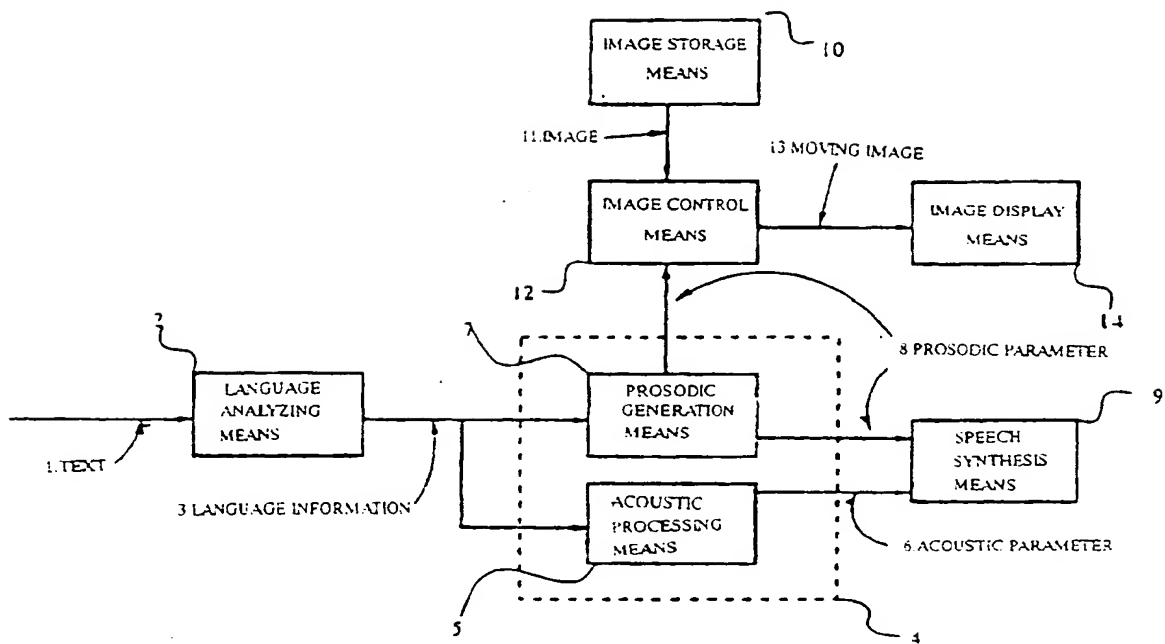 IMAGE STORAGE
MEANS
10
11.IMAGE
13 MOVING IMAGE
IMAGE CONTROL
MEANS
IMAGE DISPLAY
MEANS
12
14
2
7
8 PROSODIC PARAMETER
LANGUAGE
ANALYZING
MEANS
PROSODIC
GENERATION
MEANS
9
SPEECH
SYNTHESIS
MEANS
1.TEXT
3 LANGUAGE INFORMATION
ACOUSTIC
PROCESSING
MEANS
6.ACOUSTIC PARAMETER
5
4